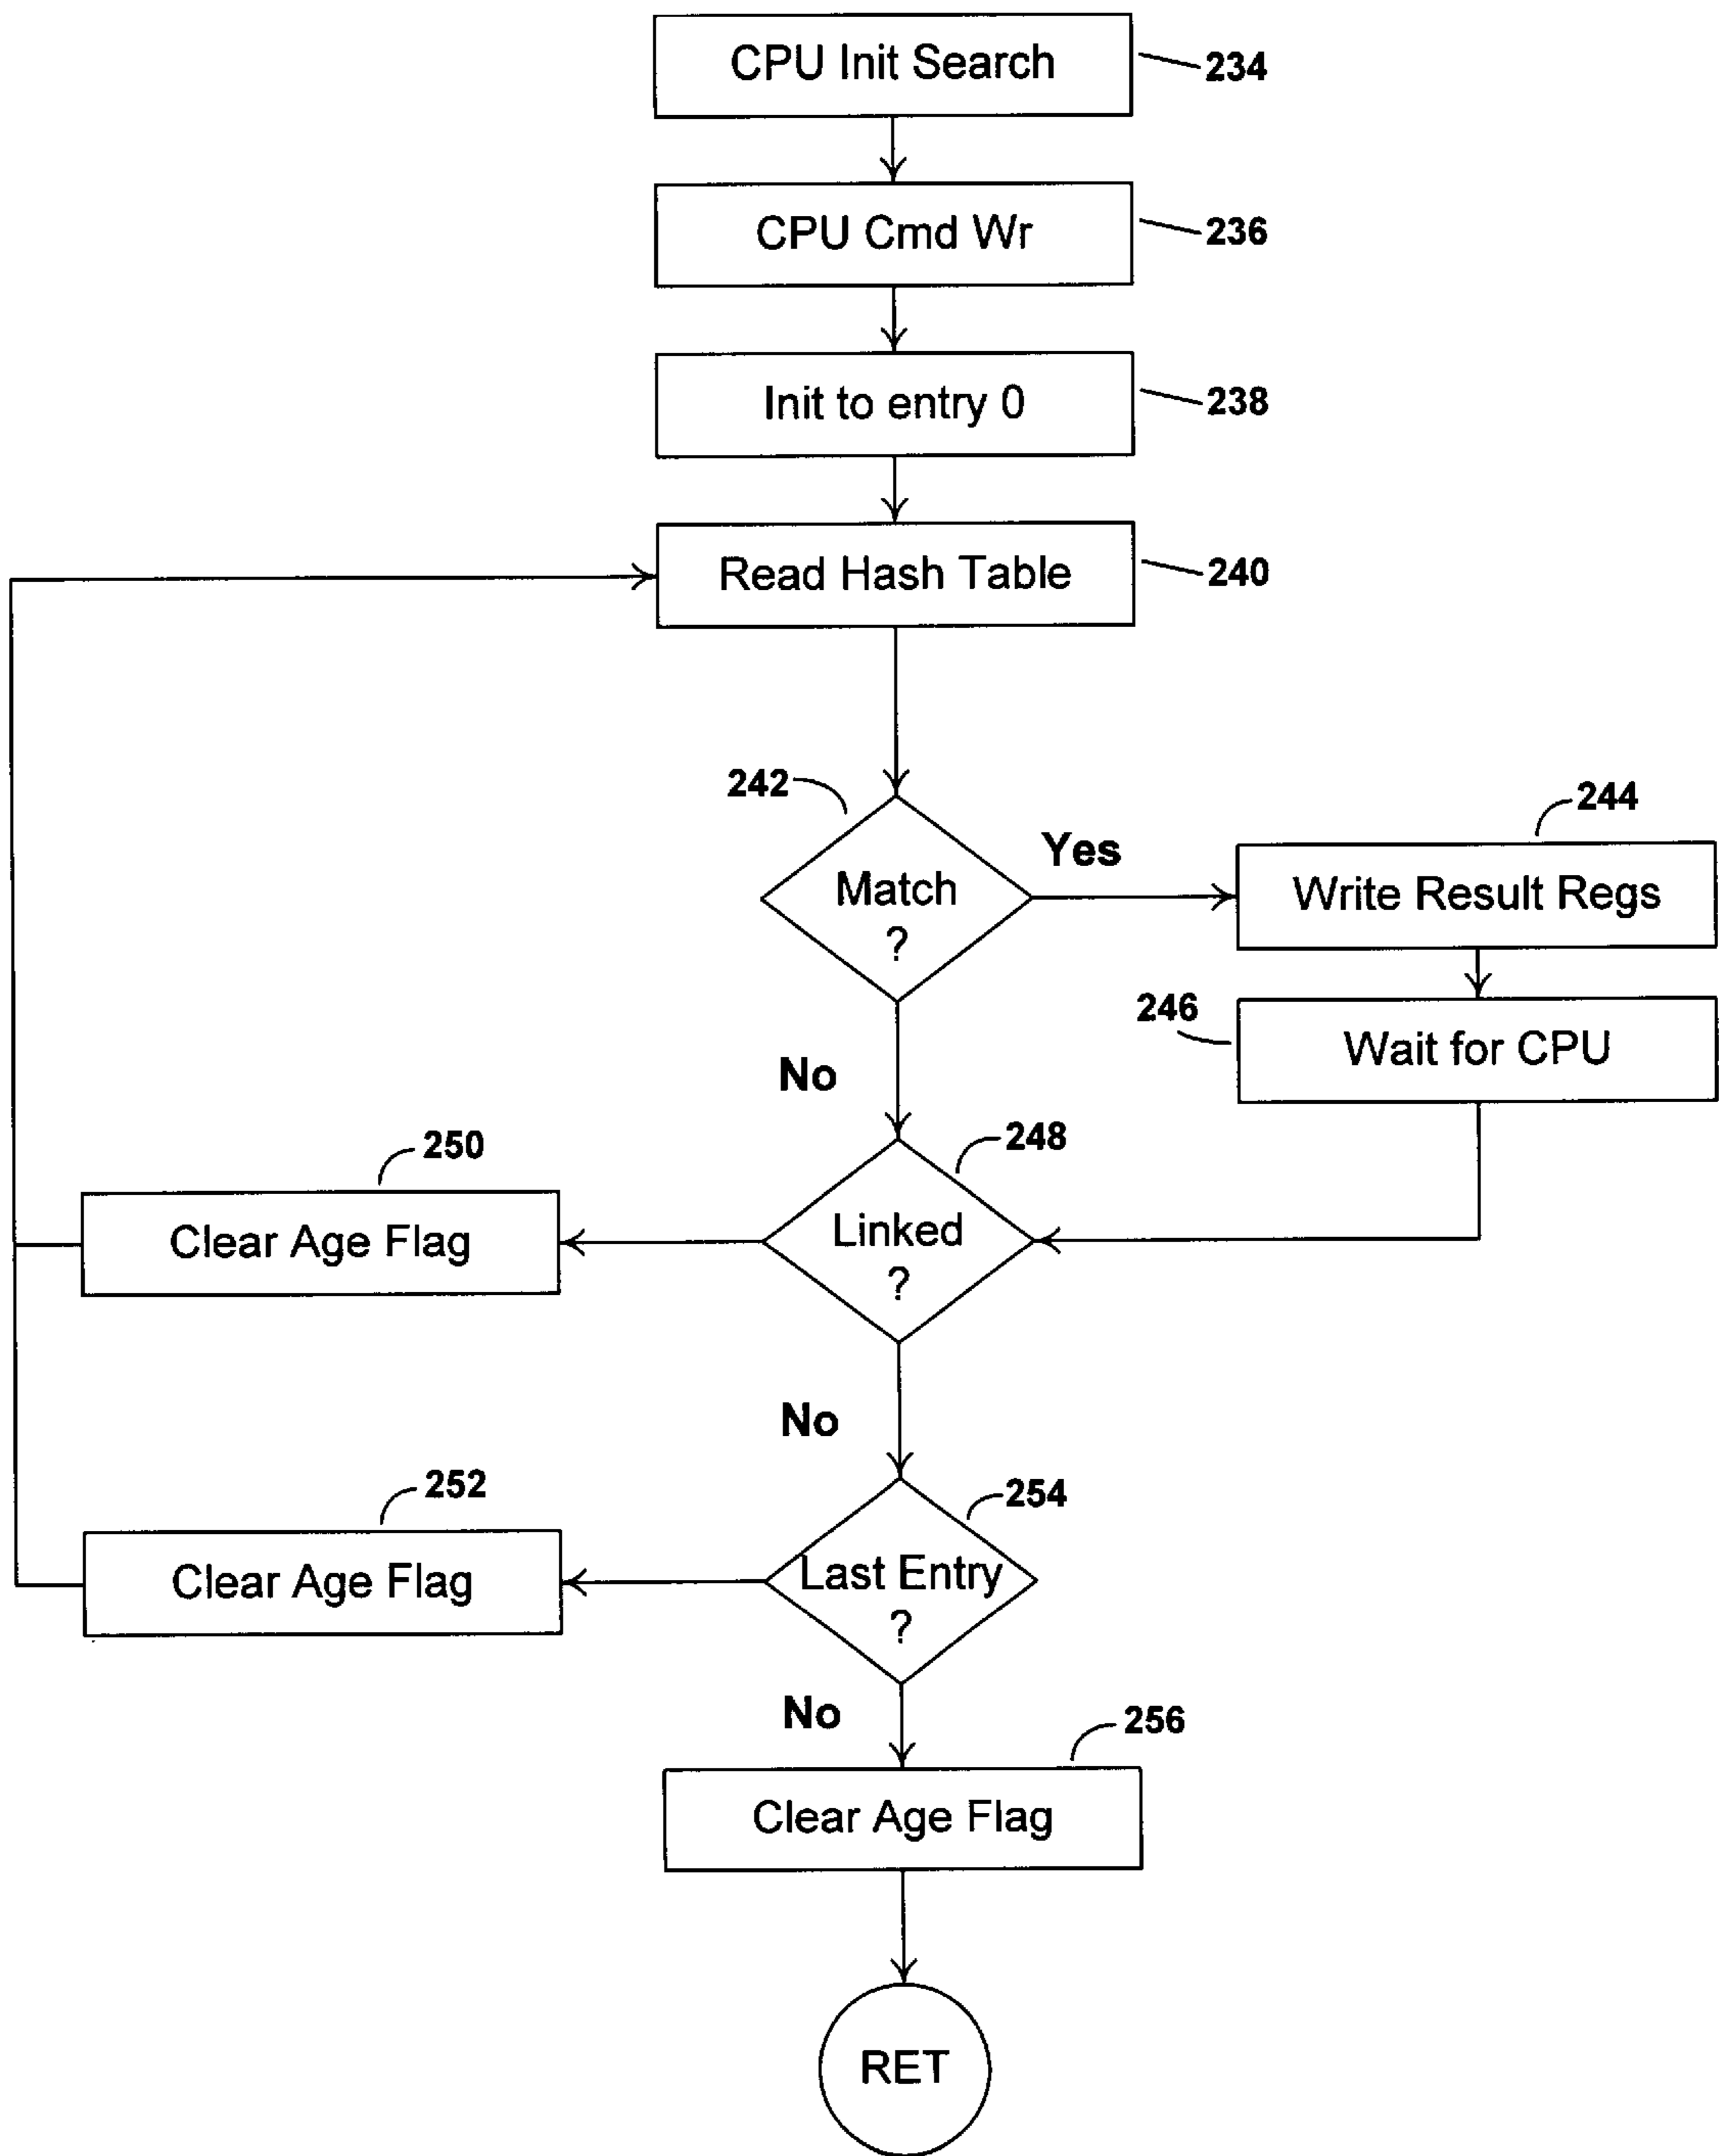 CPU Init Search
234
CPU Cmd Wr
236
Init to entry 0
238
Read Hash Table
240
242
Match
?
Yes
244
Write Result Regs
246
Wait for CPU
No
248
Linked
?
250
Clear Age Flag
No
254
Last Entry
?
252
Clear Age Flag
No
256
Clear Age Flag
RET